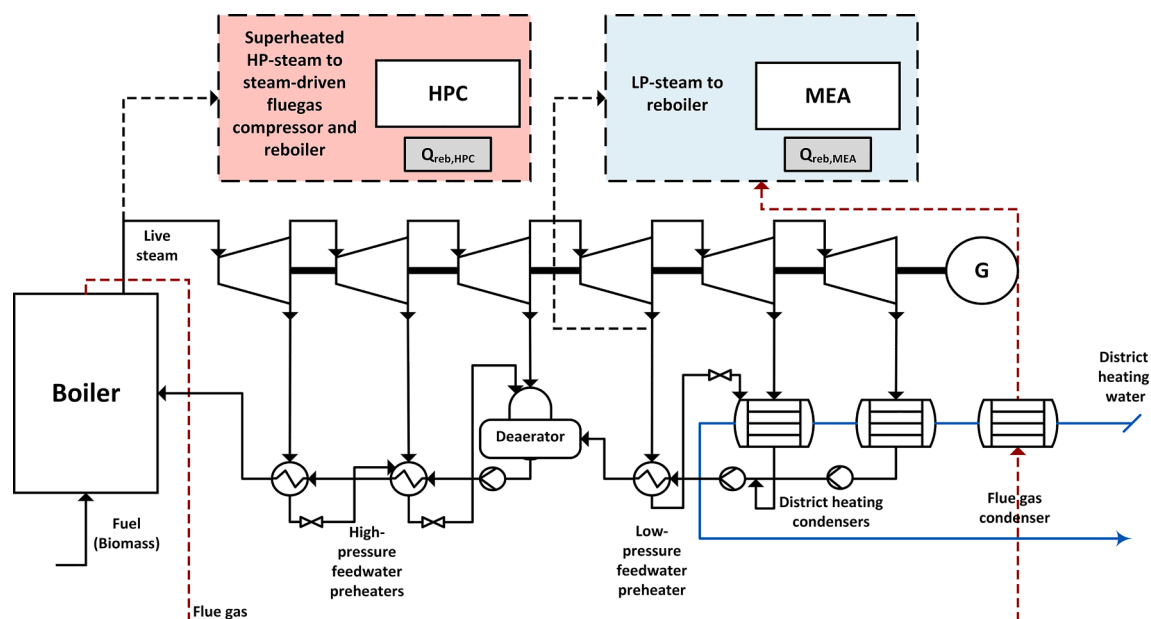 Superheated
HP-steam to
steam-driven
fluegas
compressor and
reboiler
HPC
Qreb,HPC
LP-steam to
reboiler
MEA
Qreb,MEA
Live
steam
G
Boiler
District
heating
water
Deaerator
Fuel
(Biomass)
High-
pressure
feedwater
preheaters
Low-
pressure
feedwater
preheater
District heating
condensers
Flue gas
condenser
Flue gas